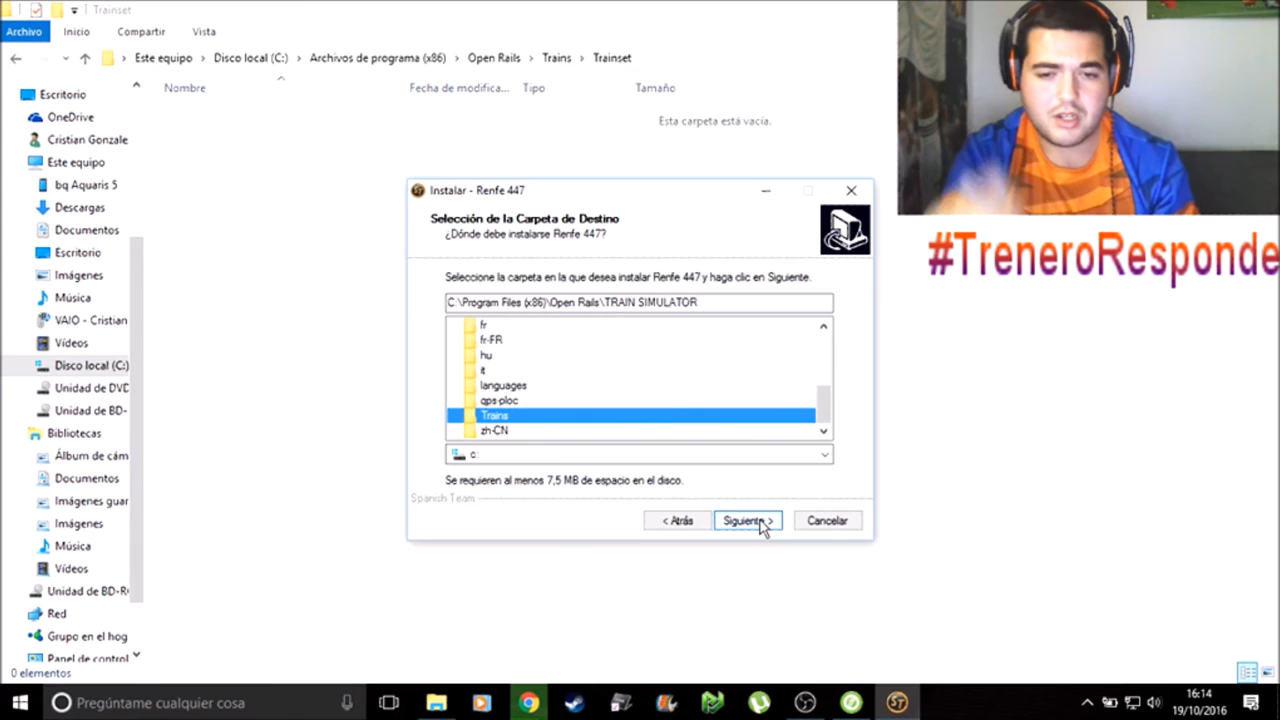 Trainset
Archivo Inicio Compartir Vista
Este equipo > Disco local (C:) > Archivos de programa (x86) > Open Rails > Trains > Trainset
Nombre Fecha de modifica... Tipo Tamaño
Esta carpeta está vacía.
Escritorio
OneDrive
Cristian Gonzale
Este equipo
bq Aquaris 5
Descargas
Documentos
Escritorio
Imágenes
Música
VAIO - Cristian
Vídeos
Disco local (C:)
Unidad de DVD
Unidad de BD-
Bibliotecas
Álbum de cám
Documentos
Imágenes guar
Imágenes
Música
Vídeos
Unidad de BD-R
Red
Grupo en el hog
Panel de control
0 elementos
Instalar - Renfe 447
Selección de la Carpeta de Destino
¿Dónde debe instalarse Renfe 447?
Seleccione la carpeta en la que desea instalar Renfe 447 y haga clic en Siguiente.
C:\Program Files (x86)\Open Rails\TRAIN SIMULATOR
fr
fr-FR
hu
it
languages
qps-ploc
Trains
zh-CN
c:
Se requieren al menos 7,5 MB de espacio en el disco.
Spanish Team
< Atrás Siguiente > Cancelar
#TreneroResponde
Pregúntame cualquier cosa
16:14
19/10/2016